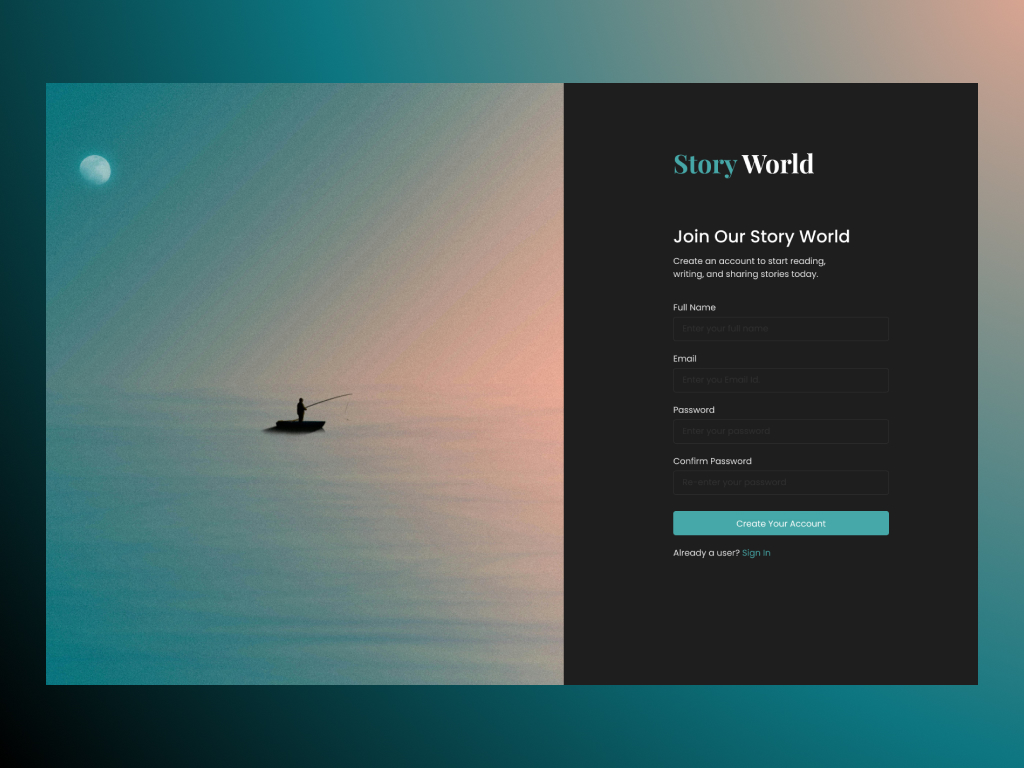 Story World
Join Our Story World
Create an account to start reading,
writing, and sharing stories today.
Full Name
Enter your full name
Email
Enter you Email id
Password
Enter your password
Confirm Password
Re-enter your password
Create Your Account
Already a user? Sign In